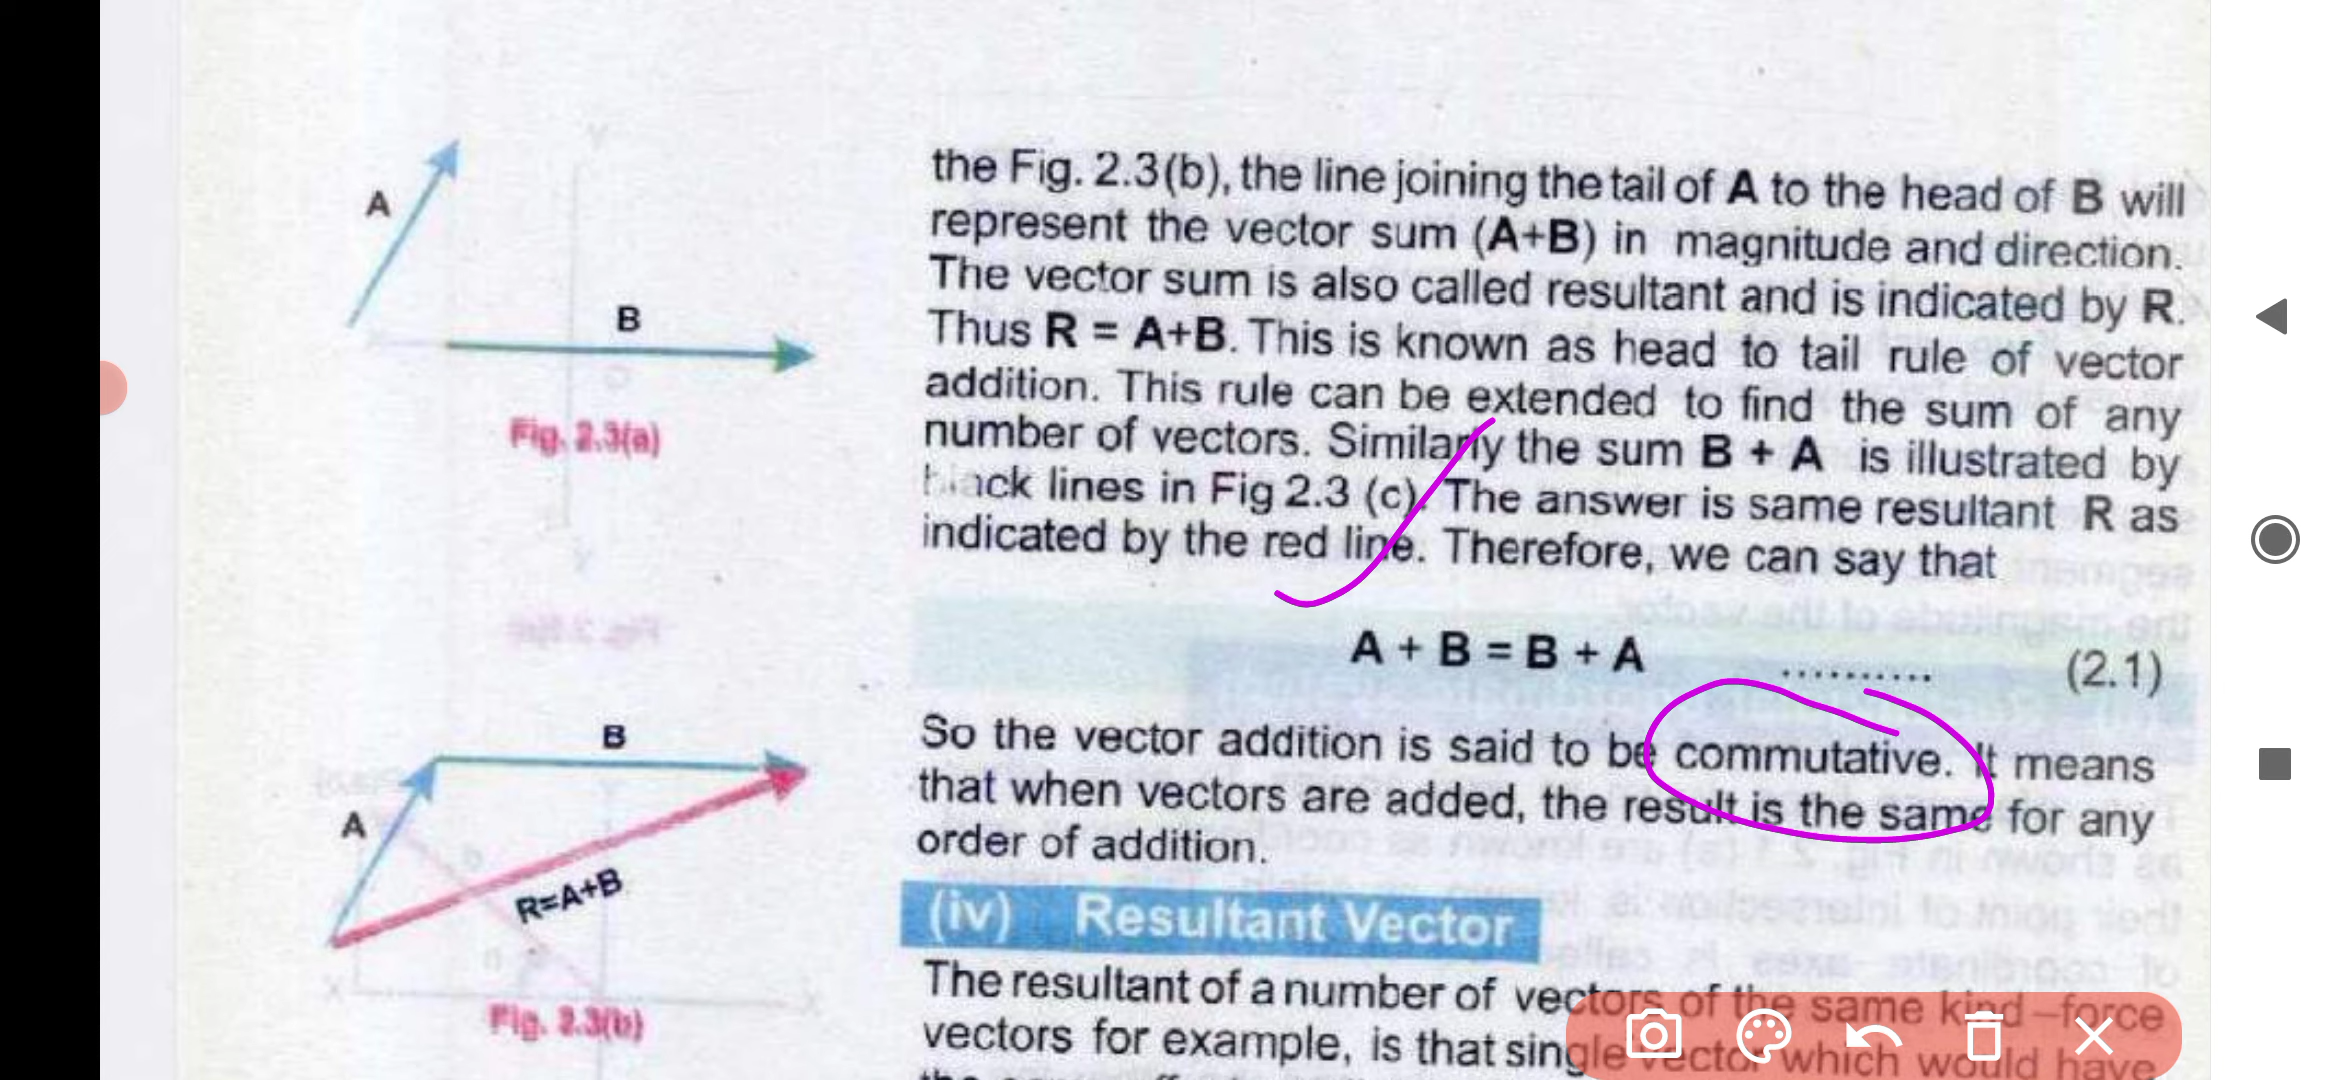 A
B
Fig. 2.3(a)
the Fig. 2.3(b), the line joining the tail of A to the head of B will
represent the vector sum (A+B) in magnitude and direction.
The vector sum is also called resultant and is indicated by R.
Thus R = A+B. This is known as head to tail rule of vector
addition. This rule can be extended to find the sum of any
number of vectors. Similarly the sum B + A is illustrated by
black lines in Fig 2.3 (c). The answer is same resultant R as
indicated by the red line. Therefore, we can say that
A + B = B + A .......... (2.1)
So the vector addition is said to be commutative. It means
that when vectors are added, the result is the same for any
order of addition.
B
A
R=A+B
Fig. 2.3(b)
(iv) Resultant Vector
The resultant of a number of vectors of the same kind –force
vectors for example, is that single vector which would have